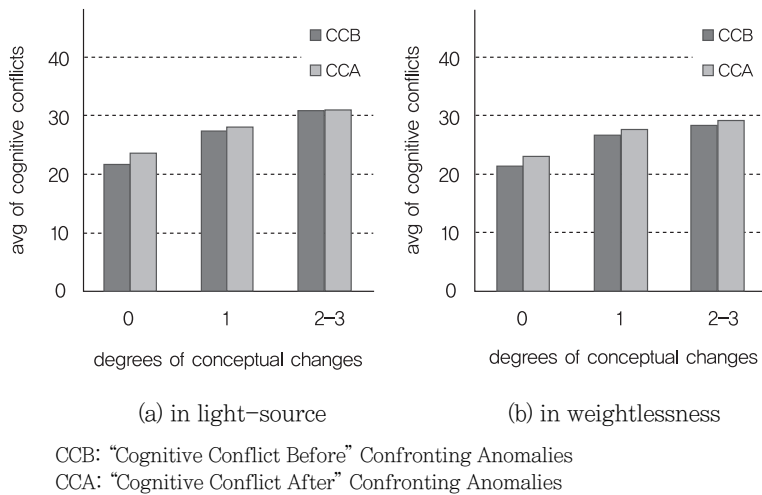 avg of cognitive conflicts
40
30
20
10
0
CCB
CCA
0 1 2-3
degrees of conceptual changes
(a) in light-source
avg of cognitive conflicts
40
30
20
10
0
CCB
CCA
0 1 2-3
degrees of conceptual changes
(b) in weightlessness
CCB: “Cognitive Conflict Before” Confronting Anomalies
CCA: “Cognitive Conflict After” Confronting Anomalies